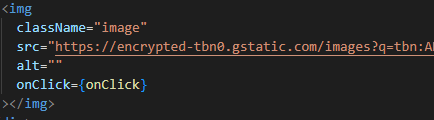 <img
className="image"
src="https://encrypted-tbn0.gstatic.com/images?q=tbn:A
alt=""
onClick={onClick}
></img>